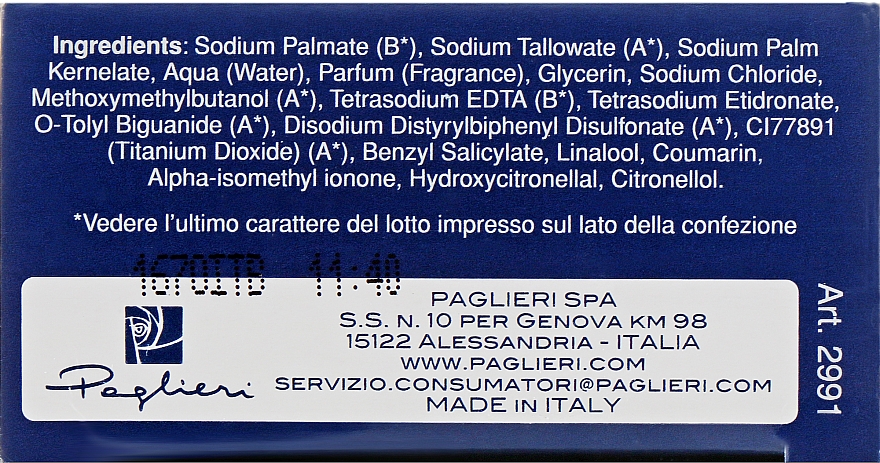 Ingredients: Sodium Palmate (B*), Sodium Tallowate (A*), Sodium Palm
Kernelate, Aqua (Water), Parfum (Fragrance), Glycerin, Sodium Chloride,
Methoxymethylbutanol (A*), Tetrasodium EDTA (B*), Tetrasodium Etidronate,
O-Tolyl Biguanide (A*), Disodium Distyrylbiphenyl Disulfonate (A*), CI77891
(Titanium Dioxide) (A*), Benzyl Salicylate, Linalool, Coumarin,
Alpha-isomethyl ionone, Hydroxycitronellal, Citronellol.
*Vedere l'ultimo carattere del lotto impresso sul lato della confezione
1670ITB 11:40
Paglieri
PAGLIERI SPA
S.S. N. 10 PER GENOVA KM 98
15122 ALESSANDRIA - ITALIA
WWW.PAGLIERI.COM
SERVIZIO.CONSUMATORI@PAGLIERI.COM
MADE IN ITALY
Art. 2991